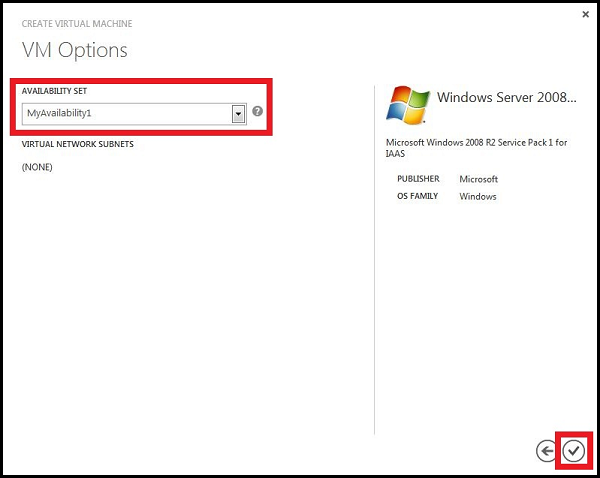 CREATE VIRTUAL MACHINE
VM Options
AVAILABILITY SET
MyAvailability1
?
VIRTUAL NETWORK SUBNETS
(NONE)
Windows Server 2008...
Microsoft Windows 2008 R2 Service Pack 1 for
IAAS
PUBLISHER Microsoft
OS FAMILY Windows